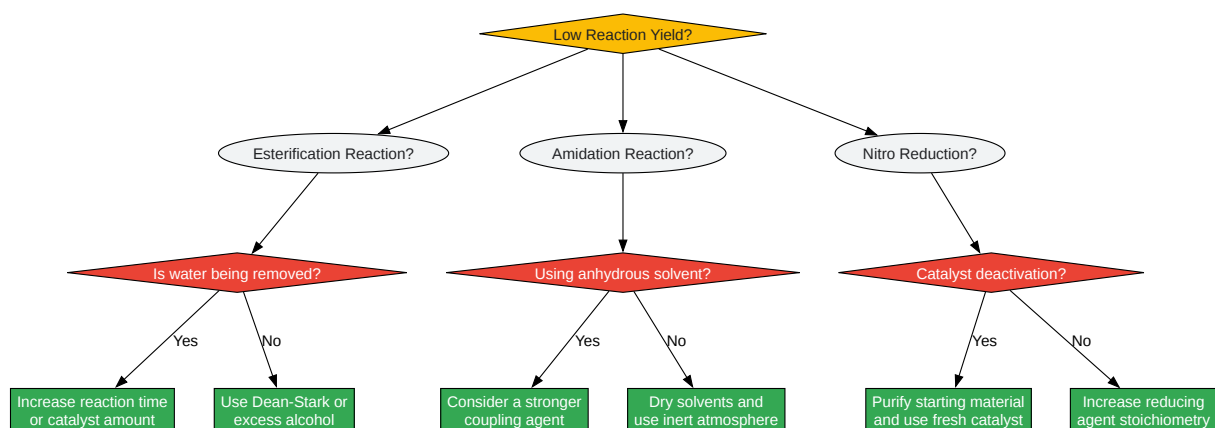 Low Reaction Yield?
Esterification Reaction?
Amidation Reaction?
Nitro Reduction?
Is water being removed?
Using anhydrous solvent?
Catalyst deactivation?
Yes
No
Yes
No
Yes
No
Increase reaction time
or catalyst amount
Use Dean-Stark or
excess alcohol
Consider a stronger
coupling agent
Dry solvents and
use inert atmosphere
Purify starting material
and use fresh catalyst
Increase reducing
agent stoichiometry